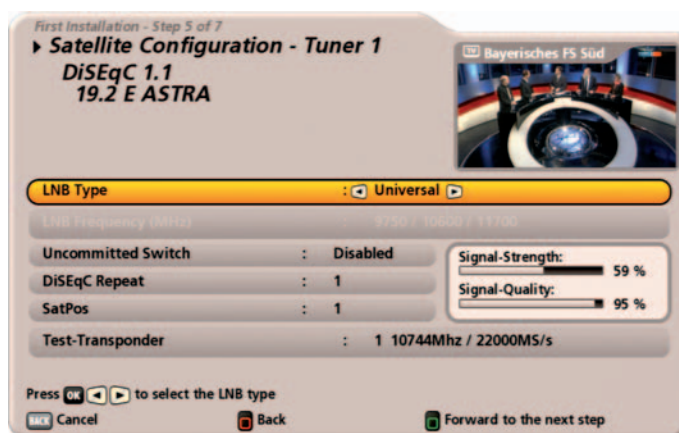 First Installation - Step 5 of 7
Satellite Configuration - Tuner 1
DiSEqC 1.1
19.2 E ASTRA
TV Bayerisches FS Süd
LNB Type : Universal
LNB Frequency (MHz) : 9750 / 10600 / 11700
Uncommitted Switch : Disabled
DiSEqC Repeat : 1
SatPos : 1
Signal-Strength:
59 %
Signal-Quality:
95 %
Test-Transponder : 1 10744Mhz / 22000MS/s
Press OK to select the LNB type
BACK Cancel Back Forward to the next step